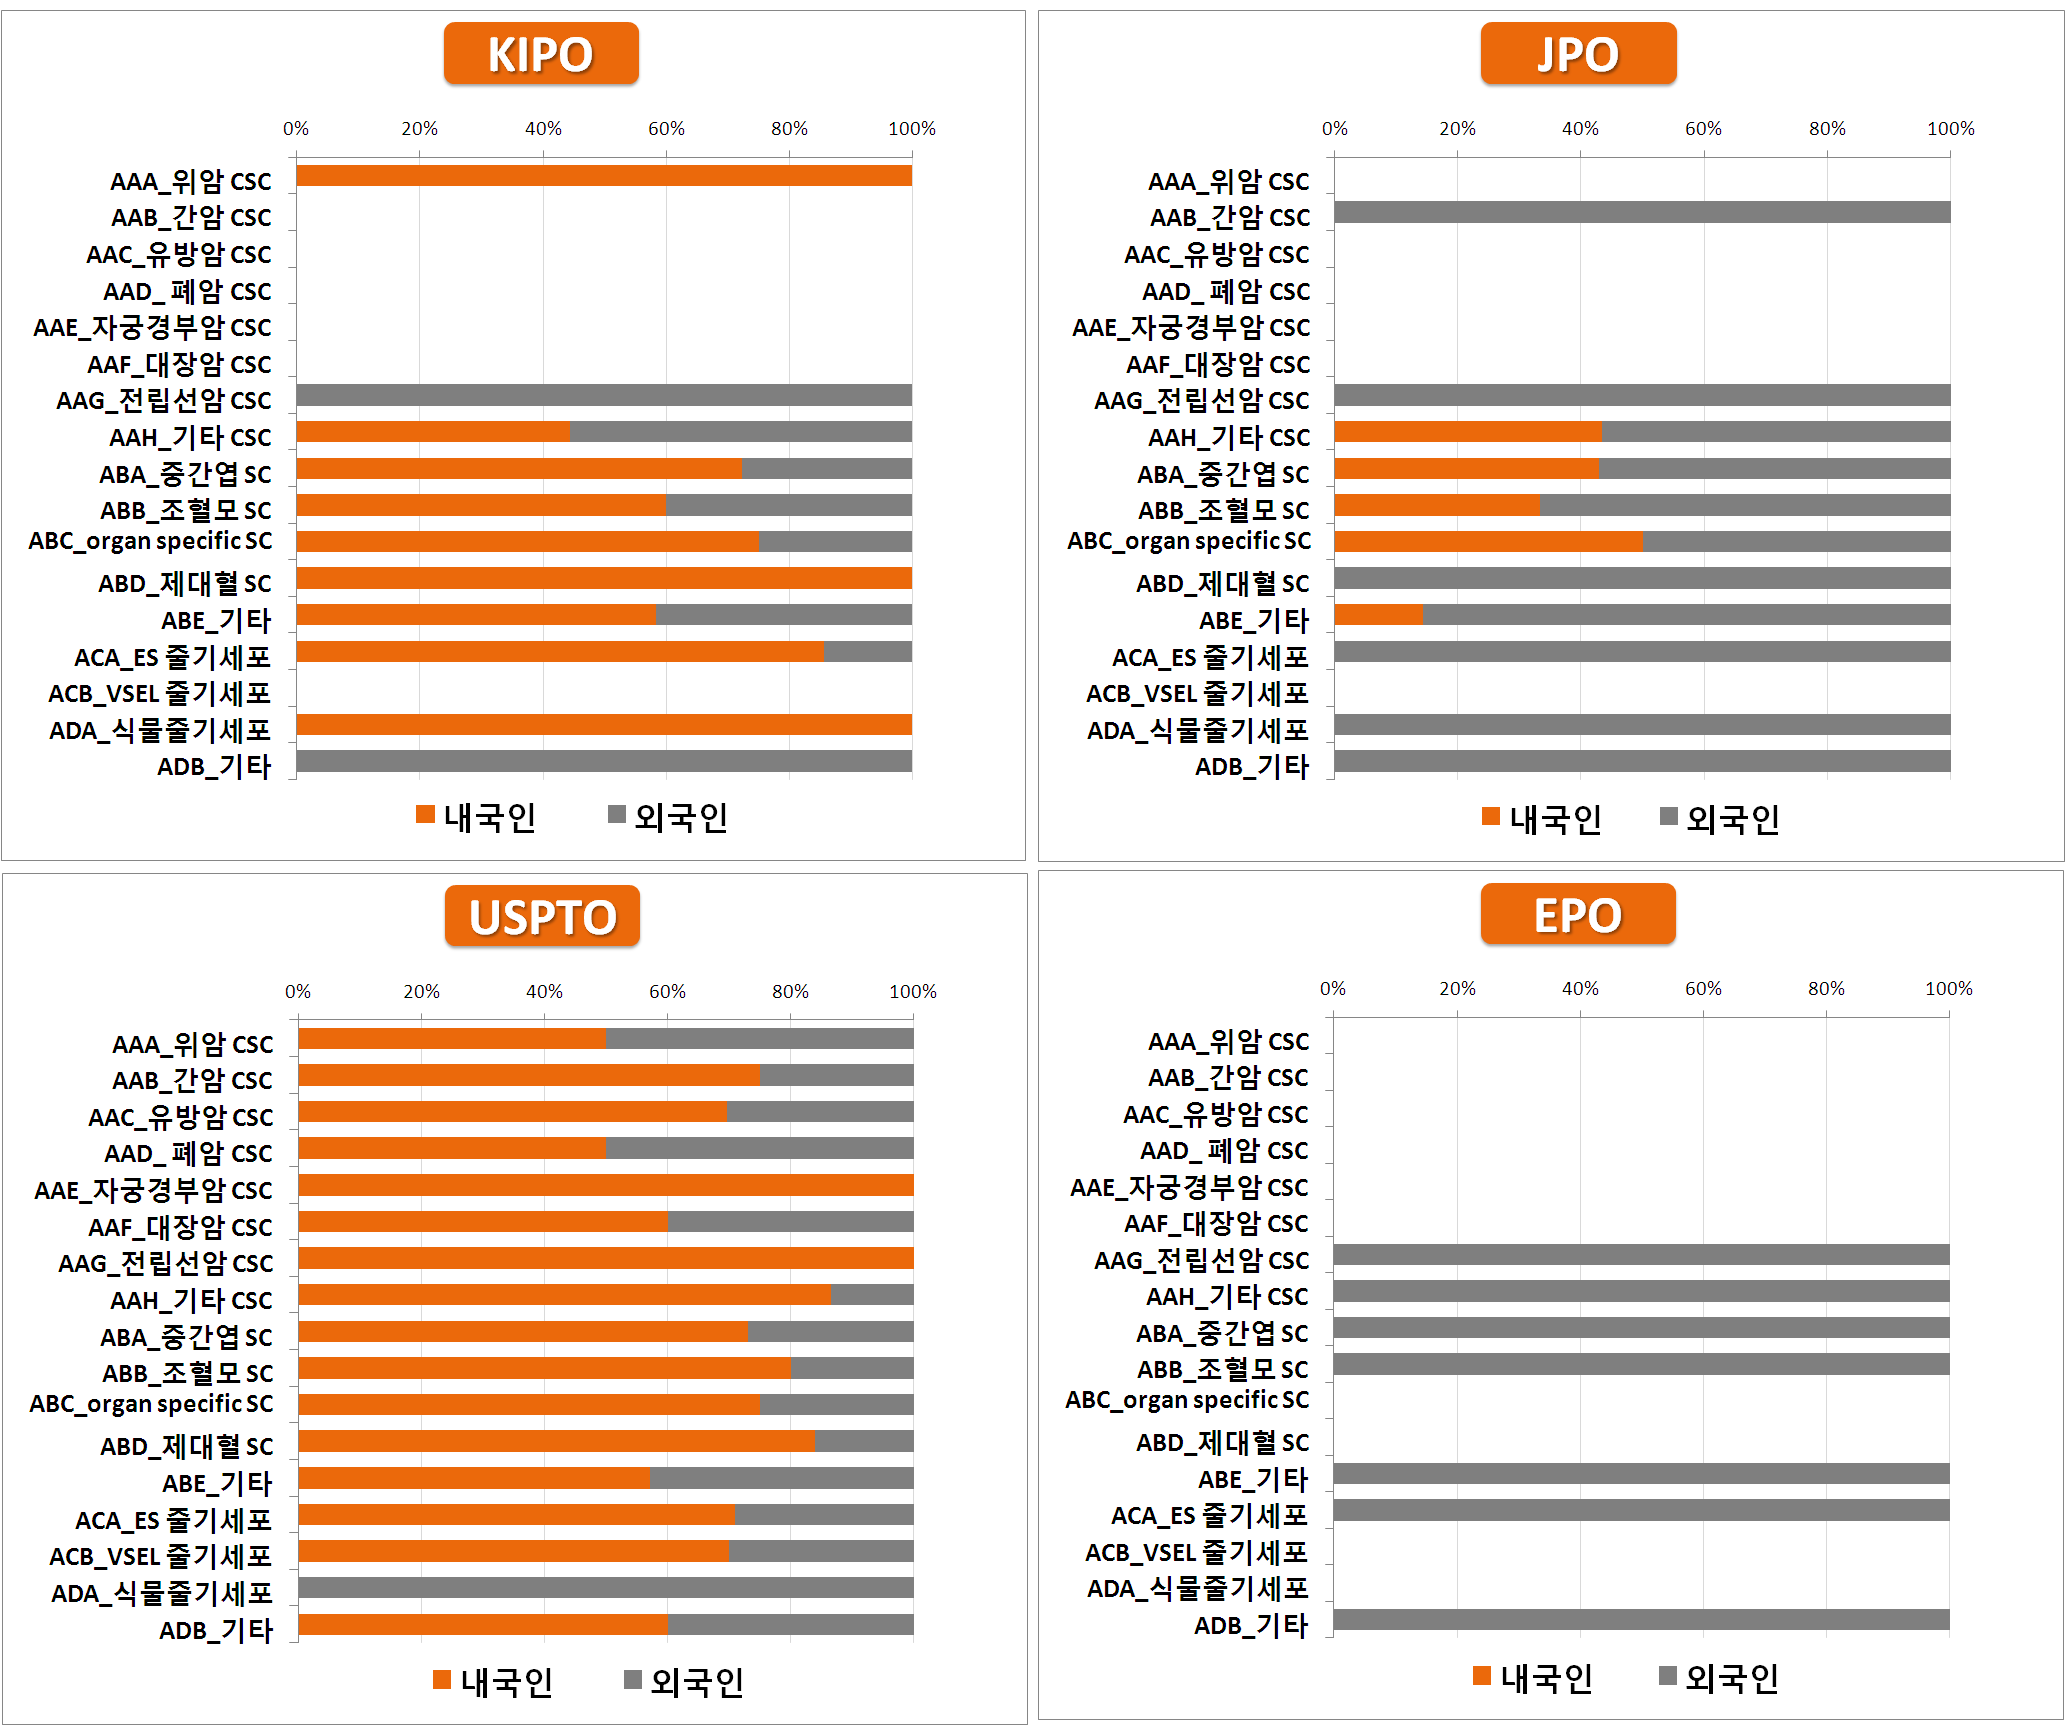 KIPO
0% 20% 40% 60% 80% 100%
AAA_위암 CSC
AAB_간암 CSC
AAC_유방암 CSC
AAD_ 폐암 CSC
AAE_자궁경부암 CSC
AAF_대장암 CSC
AAG_전립선암 CSC
AAH_기타 CSC
ABA_중간엽 SC
ABB_조혈모 SC
ABC_organ specific SC
ABD_제대혈 SC
ABE_기타
ACA_ES 줄기세포
ACB_VSEL 줄기세포
ADA_식물줄기세포
ADB_기타
내국인 외국인
JPO
0% 20% 40% 60% 80% 100%
AAA_위암 CSC
AAB_간암 CSC
AAC_유방암 CSC
AAD_ 폐암 CSC
AAE_자궁경부암 CSC
AAF_대장암 CSC
AAG_전립선암 CSC
AAH_기타 CSC
ABA_중간엽 SC
ABB_조혈모 SC
ABC_organ specific SC
ABD_제대혈 SC
ABE_기타
ACA_ES 줄기세포
ACB_VSEL 줄기세포
ADA_식물줄기세포
ADB_기타
내국인 외국인
USPTO
0% 20% 40% 60% 80% 100%
AAA_위암 CSC
AAB_간암 CSC
AAC_유방암 CSC
AAD_ 폐암 CSC
AAE_자궁경부암 CSC
AAF_대장암 CSC
AAG_전립선암 CSC
AAH_기타 CSC
ABA_중간엽 SC
ABB_조혈모 SC
ABC_organ specific SC
ABD_제대혈 SC
ABE_기타
ACA_ES 줄기세포
ACB_VSEL 줄기세포
ADA_식물줄기세포
ADB_기타
내국인 외국인
EPO
0% 20% 40% 60% 80% 100%
AAA_위암 CSC
AAB_간암 CSC
AAC_유방암 CSC
AAD_ 폐암 CSC
AAE_자궁경부암 CSC
AAF_대장암 CSC
AAG_전립선암 CSC
AAH_기타 CSC
ABA_중간엽 SC
ABB_조혈모 SC
ABC_organ specific SC
ABD_제대혈 SC
ABE_기타
ACA_ES 줄기세포
ACB_VSEL 줄기세포
ADA_식물줄기세포
ADB_기타
내국인 외국인